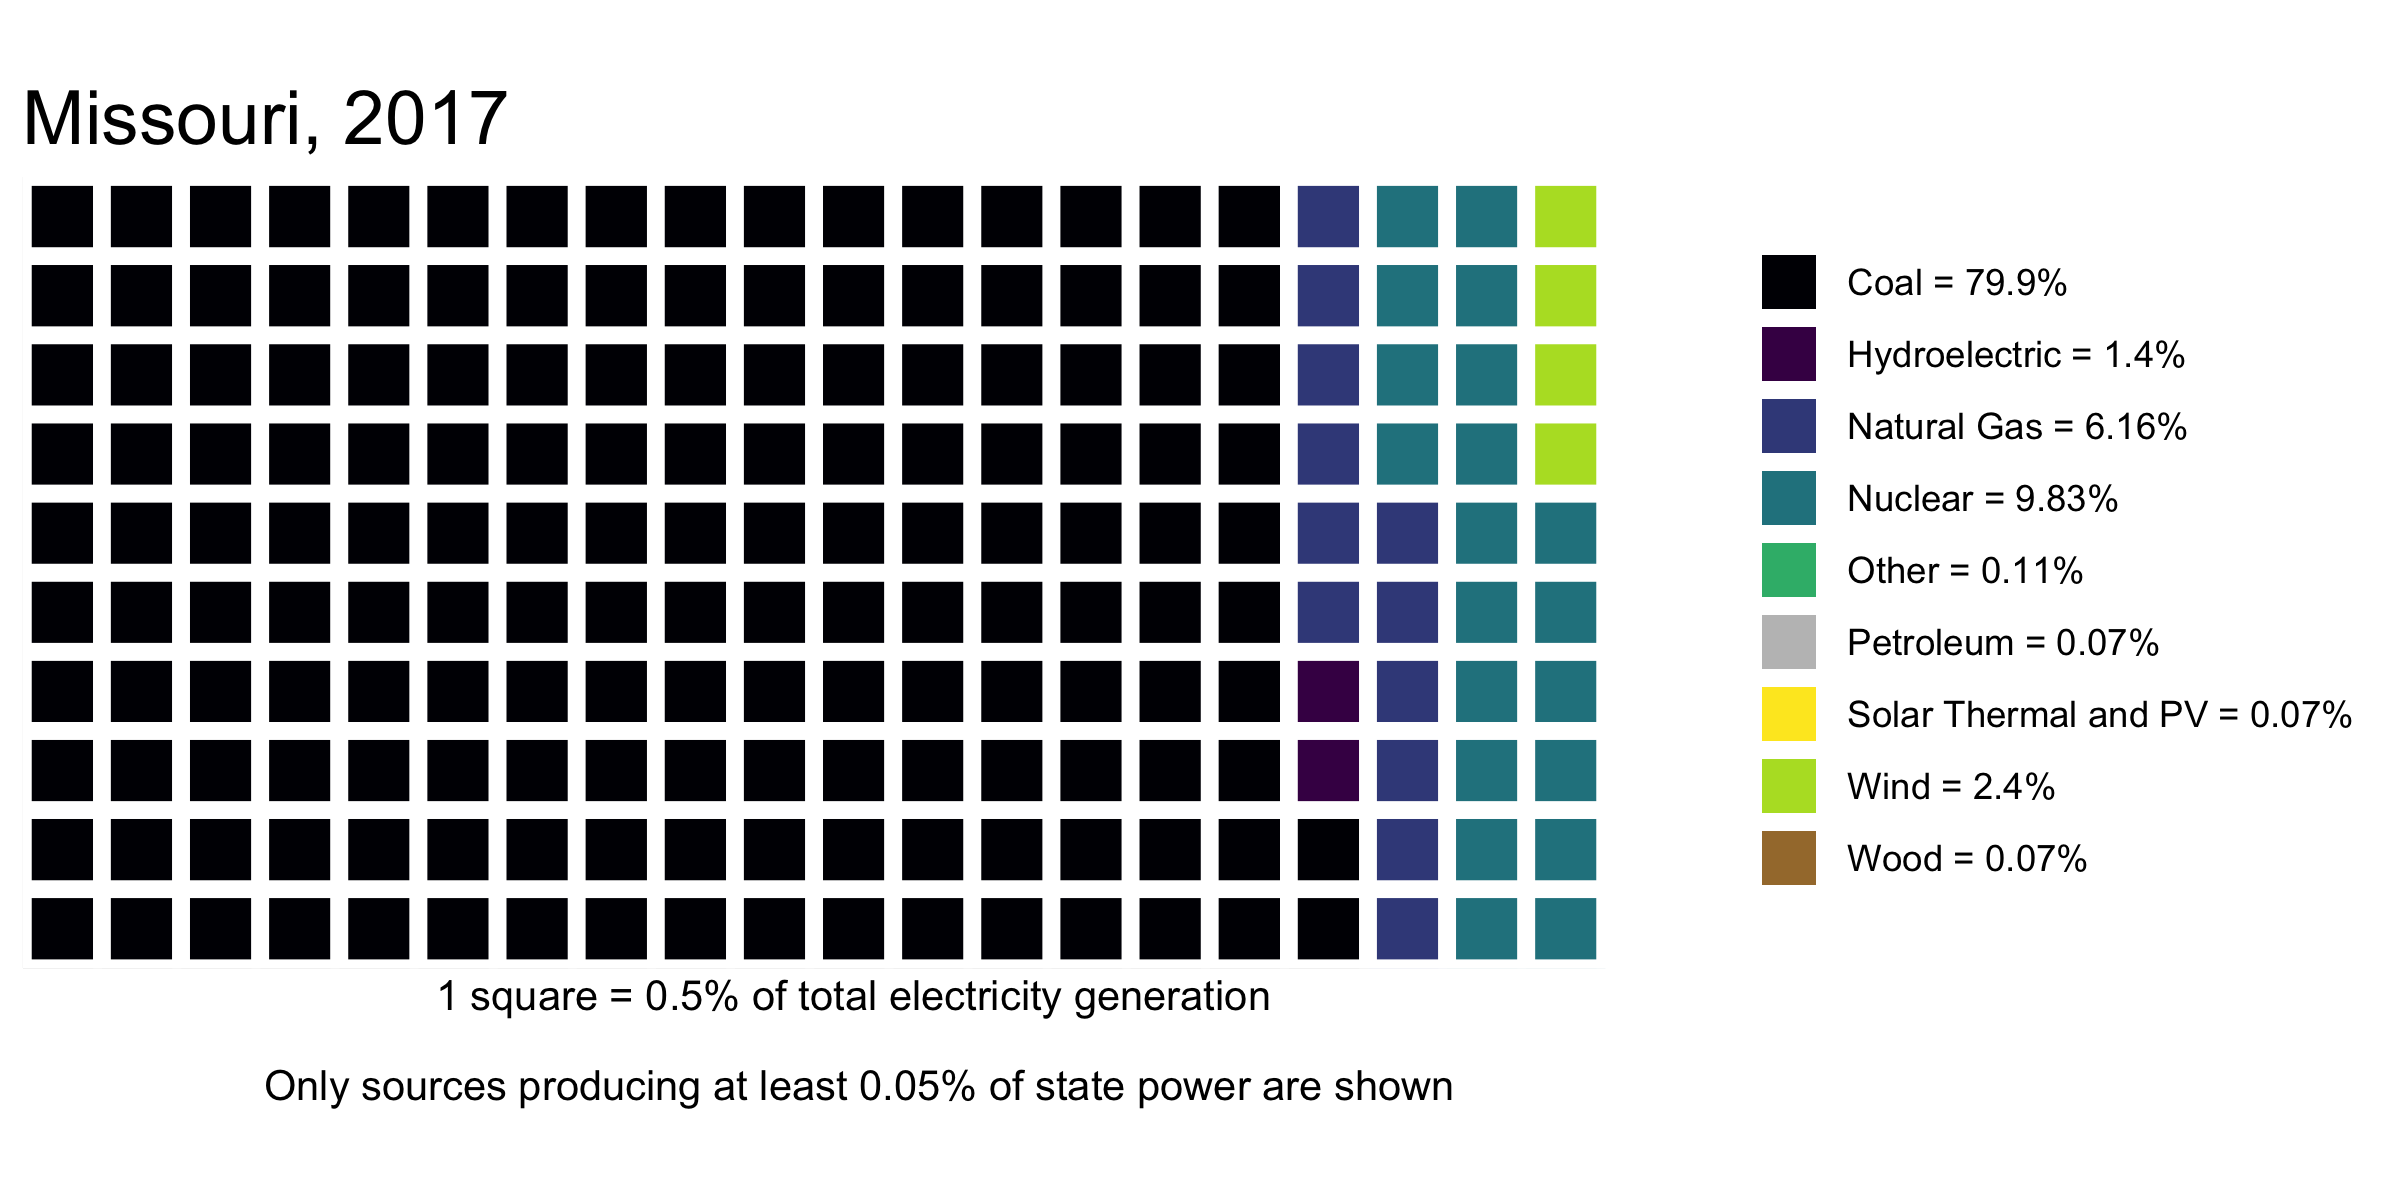 Missouri, 2017
Coal = 79.9%
Hydroelectric = 1.4%
Natural Gas = 6.16%
Nuclear = 9.83%
Other = 0.11%
Petroleum = 0.07%
Solar Thermal and PV = 0.07%
Wind = 2.4%
Wood = 0.07%
1 square = 0.5% of total electricity generation
Only sources producing at least 0.05% of state power are shown